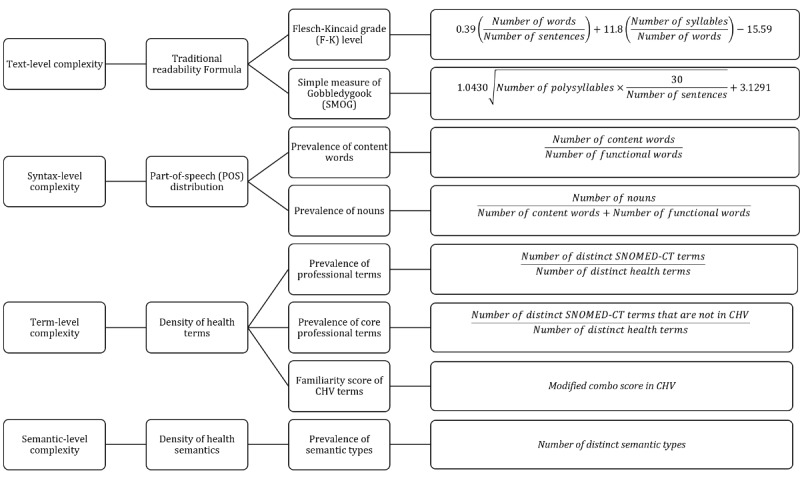 Text-level complexity
Traditional
readability Formula
Flesch-Kincaid grade
(F-K) level
0.39 (Number of words / Number of sentences) + 11.8 (Number of syllables / Number of words) − 15.59
Simple measure of
Gobbledygook
(SMOG)
1.0430 √(Number of polysyllables × 30 / Number of sentences) + 3.1291
Syntax-level
complexity
Part-of-speech (POS)
distribution
Prevalence of content
words
Number of content words
Number of functional words
Prevalence of nouns
Number of nouns
Number of content words + Number of functional words
Term-level
complexity
Density of health
terms
Prevalence of
professional terms
Number of distinct SNOMED-CT terms
Number of distinct health terms
Prevalence of core
professional terms
Number of distinct SNOMED-CT terms that are not in CHV
Number of distinct health terms
Familiarity score of
CHV terms
Modified combo score in CHV
Semantic-level
complexity
Density of health
semantics
Prevalence of
semantic types
Number of distinct semantic types